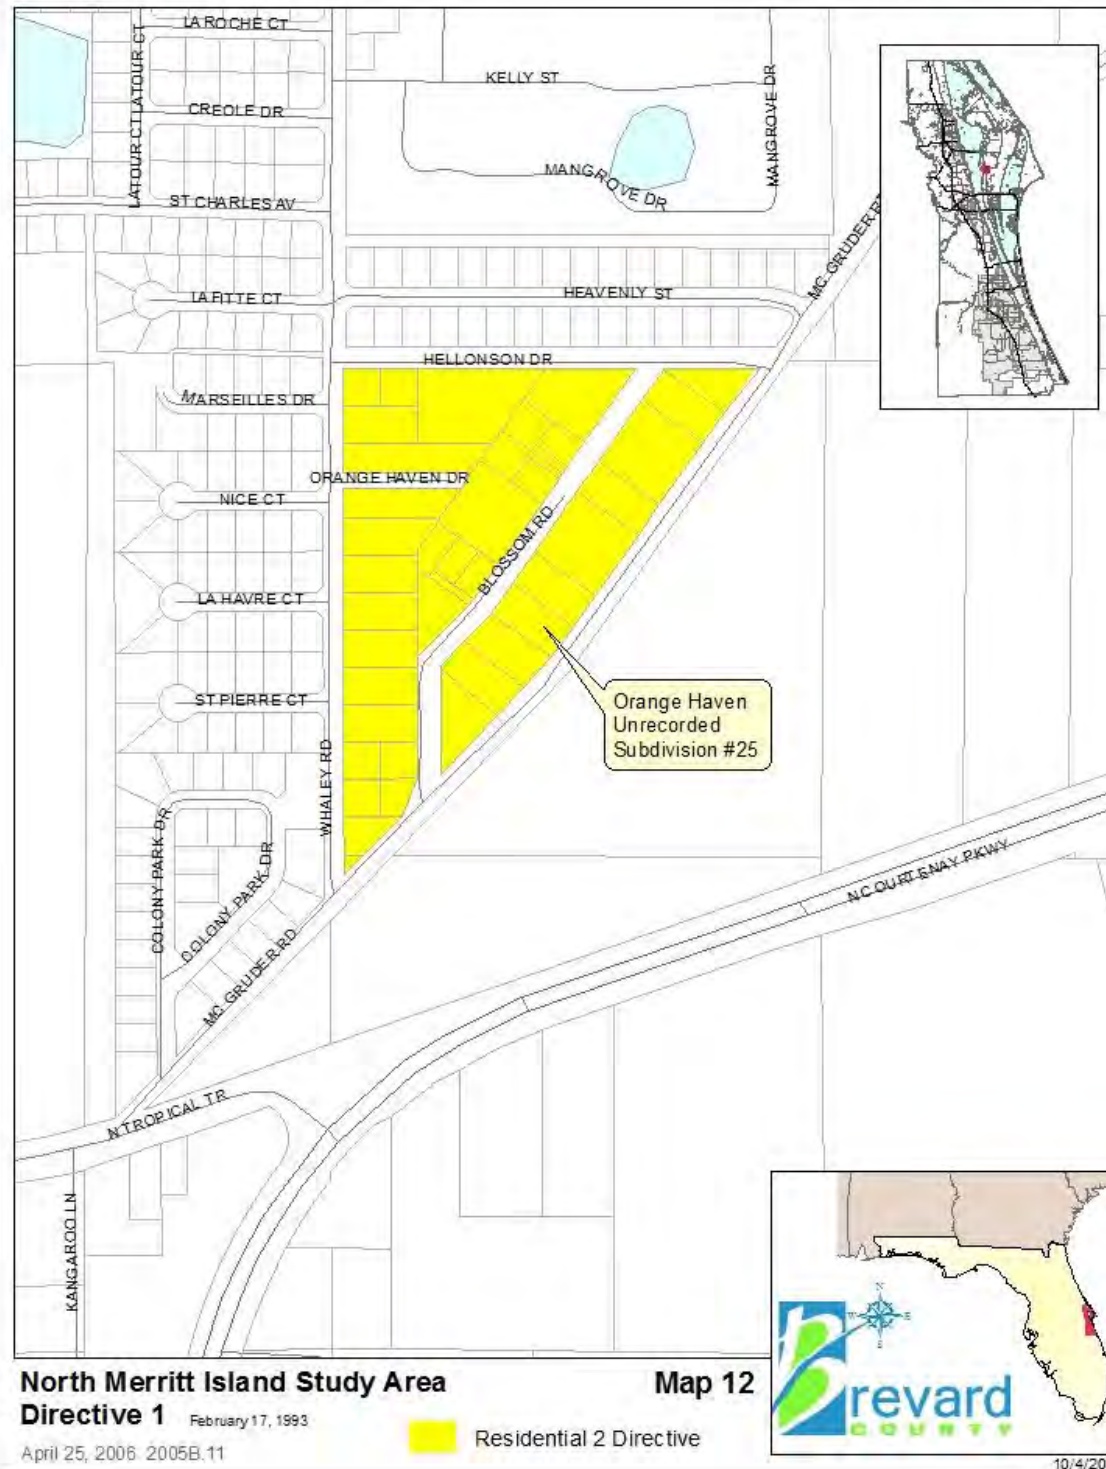 LA ROCHE CT
LATOUR CT
LATOUR CT
KELLY ST
MANGROVE DR
CREOLE DR
MANGROVE DR
ST CHARLES AV
MC GRUDER R
LAFITTE CT
HEAVENLY ST
HELLONSON DR
MARSEILLES DR
ORANGE HAVEN DR
NICE CT
BLOSSOM RD
LA HAVRE CT
ST PIERRE CT
Orange Haven
Unrecorded
Subdivision #25
WHALEY RD
COLONY PARK DR
COLONY PARK DR
N COURTENAY PKWY
MC GRUDER RD
N TROPICAL TR
KANGAROO LN
N
W E
S
Brevard
COUNTY
North Merritt Island Study Area
Map 12
Directive 1 February 17, 1993
Residential 2 Directive
April 25, 2006 2005B.11
10/4/20